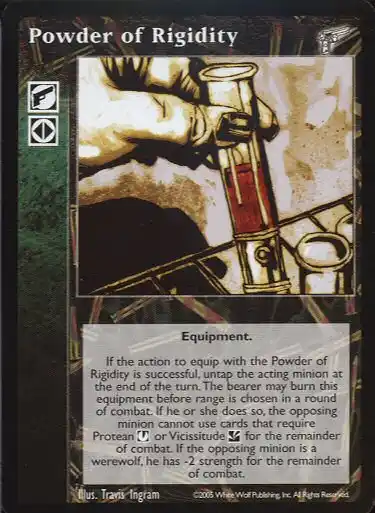 Powder of Rigidity
Equipment.
If the action to equip with the Powder of
Rigidity is successful, untap the acting minion at
the end of the turn. The bearer may burn this
equipment before range is chosen in a round
of combat. If he or she does so, the opposing
minion cannot use cards that require
Protean or Vicissitude for the remainder
of combat. If the opposing minion is a
werewolf, he has -2 strength for the remainder
of combat.
Illus. Travis Ingram
©2005 White Wolf Publishing, Inc. All Rights Reserved.